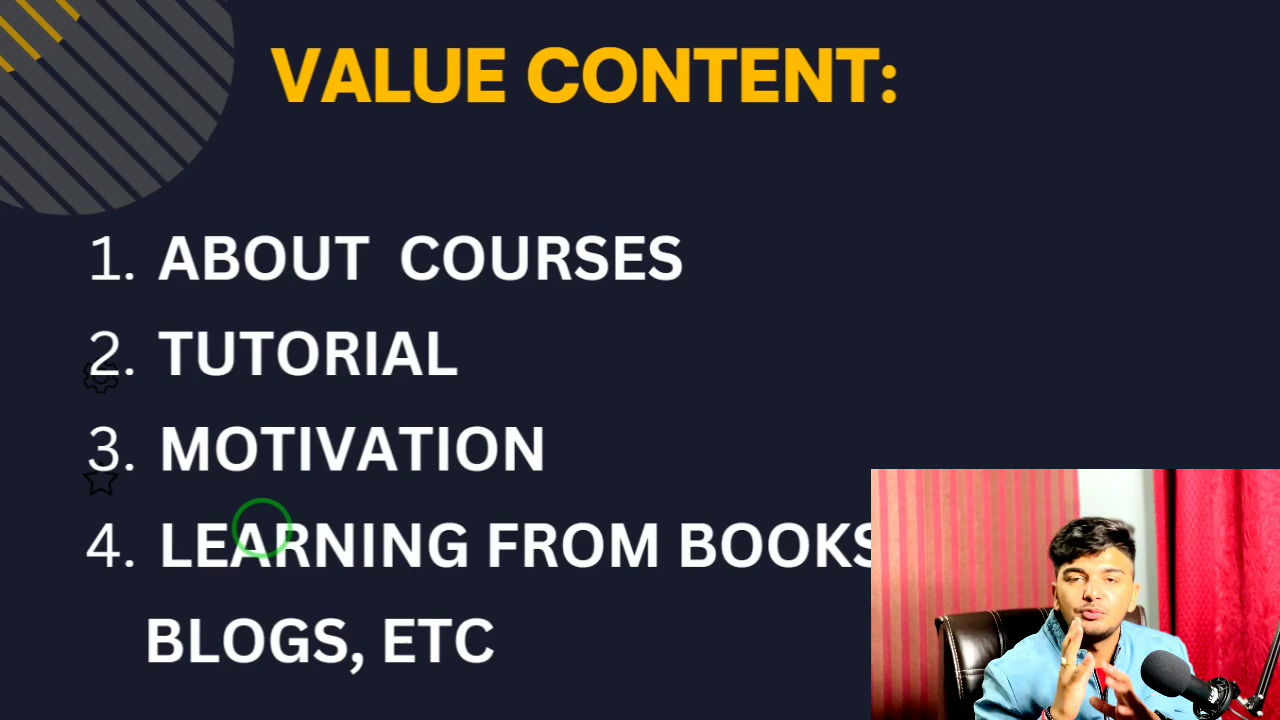 VALUE CONTENT:
1. ABOUT COURSES
2. TUTORIAL
3. MOTIVATION
4. LEARNING FROM BOOKS
BLOGS, ETC